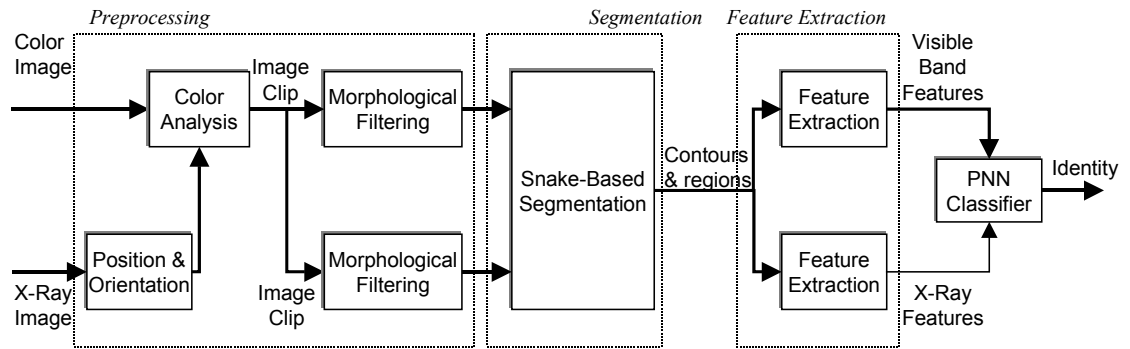 Preprocessing
Segmentation
Feature Extraction
Color
Image
Color
Analysis
Image
Clip
Morphological
Filtering
Position &
Orientation
X-Ray
Image
Image
Clip
Morphological
Filtering
Snake-Based
Segmentation
Contours
& regions
Feature
Extraction
Visible
Band
Features
Feature
Extraction
X-Ray
Features
PNN
Classifier
Identity